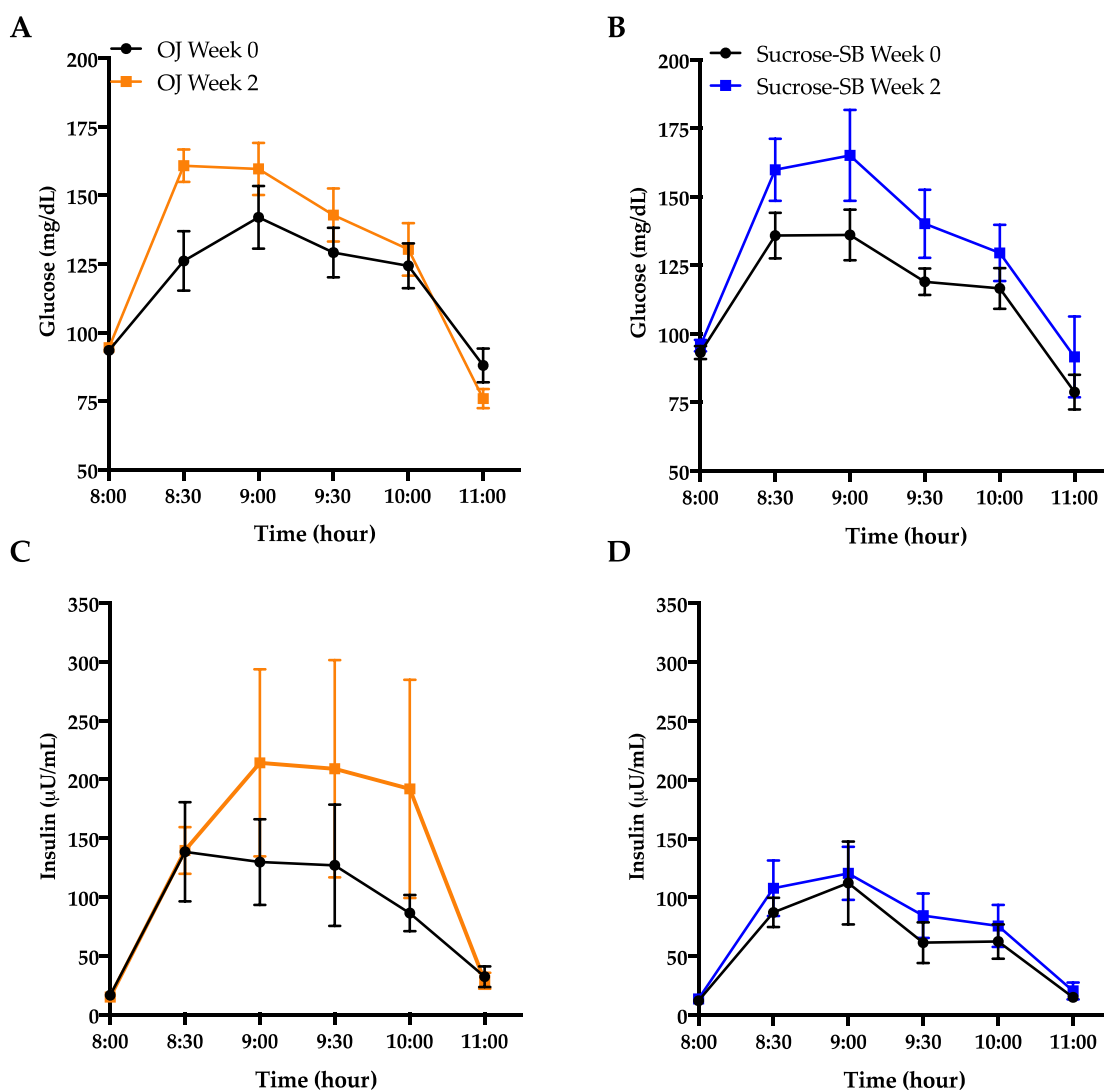 A
OJ Week 0
OJ Week 2
200
175
150
125
100
75
50
Glucose (mg/dL)
8:00 8:30 9:00 9:30 10:00 11:00
Time (hour)
B
Sucrose-SB Week 0
Sucrose-SB Week 2
200
175
150
125
100
75
50
Glucose (mg/dL)
8:00 8:30 9:00 9:30 10:00 11:00
Time (hour)
C
350
300
250
200
150
100
50
0
Insulin (μU/mL)
8:00 8:30 9:00 9:30 10:00 11:00
Time (hour)
D
350
300
250
200
150
100
50
0
Insulin (μU/mL)
8:00 8:30 9:00 9:30 10:00 11:00
Time (hour)